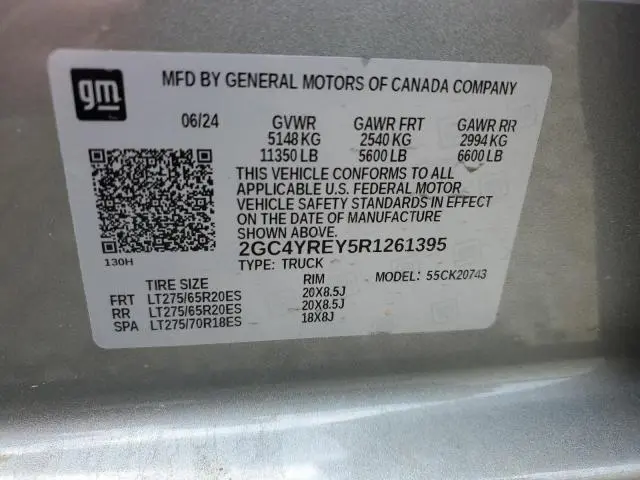 gm
MFD BY GENERAL MOTORS OF CANADA COMPANY
06/24 GVWR GAWR FRT GAWR RR
5148 KG 2540 KG 2994 KG
11350 LB 5600 LB 6600 LB
THIS VEHICLE CONFORMS TO ALL
APPLICABLE U.S. FEDERAL MOTOR
VEHICLE SAFETY STANDARDS IN EFFECT
ON THE DATE OF MANUFACTURE
SHOWN ABOVE.
130H
2GC4YREY5R1261395
TYPE: TRUCK MODEL: 55CK20743
TIRE SIZE RIM
FRT LT275/65R20ES 20X8.5J
RR LT275/65R20ES 20X8.5J
SPA LT275/70R18ES 18X8J